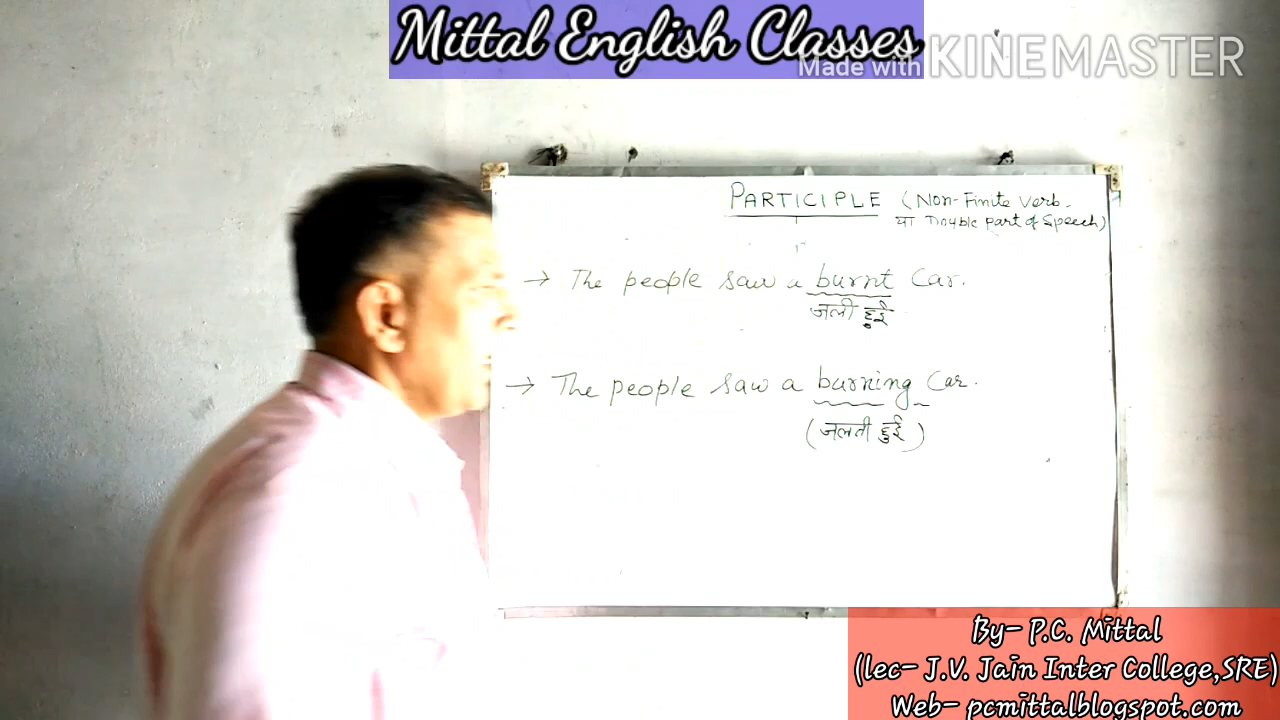 Mittal English Classes
Made with KINEMASTER
PARTICIPLE (Non-Finite Verb
या Double Part of Speech)
→ The people saw a burnt Car.
जली हुई
→ The people saw a burning Car.
(जलती हुई)
By- P.C. Mittal
(lec- J.V. Jain Inter College,SRE)
Web- pcmittalblogspot.com